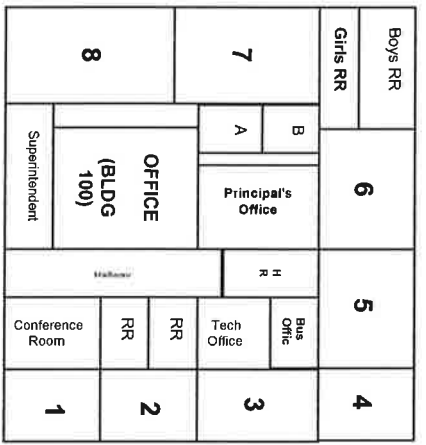 8
7
Girls RR
Boys RR
Superintendent
OFFICE
(BLDG
100)
A
B
Principal's
Office
6
Hallway
H
R
5
Conference
Room
RR
RR
Tech
Office
Bus
Offic
1
2
3
4